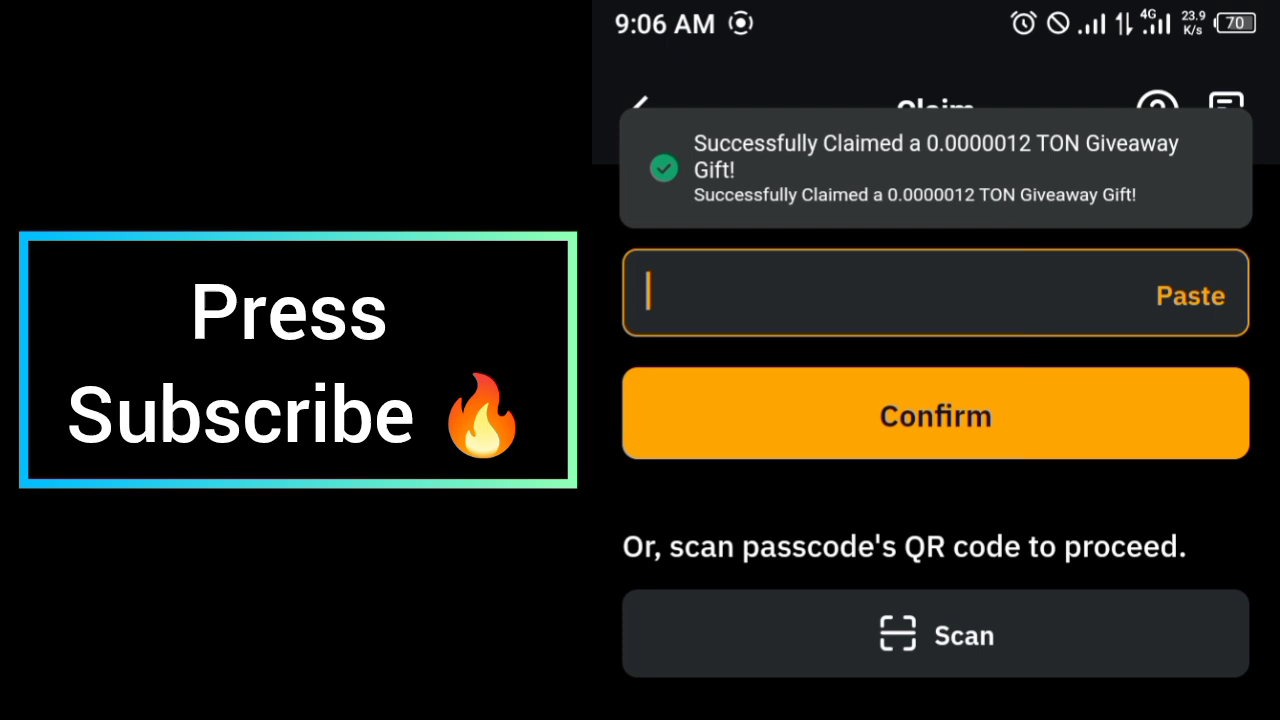 Press
Subscribe 🔥
9:06 AM
4G
23.9
K/s
70
Claim
Successfully Claimed a 0.0000012 TON Giveaway
Gift!
Successfully Claimed a 0.0000012 TON Giveaway Gift!
Paste
Confirm
Or, scan passcode's QR code to proceed.
Scan